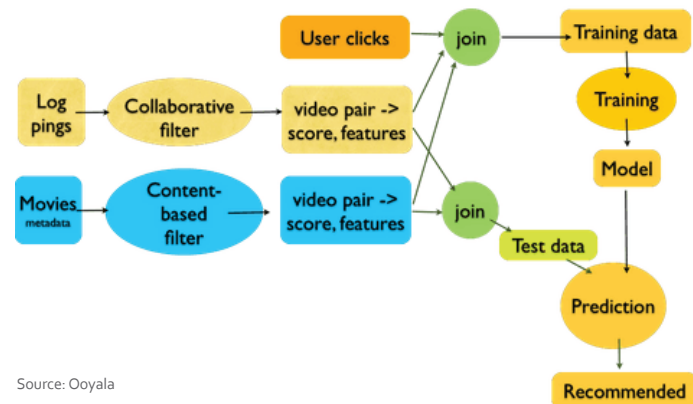 User clicks
join
Training data
Log
pings
Collaborative
filter
video pair ->
score, features
Training
Movies
metadata
Content-
based
filter
video pair ->
score, features
join
Model
Test data
Prediction
Source: Ooyala
Recommended